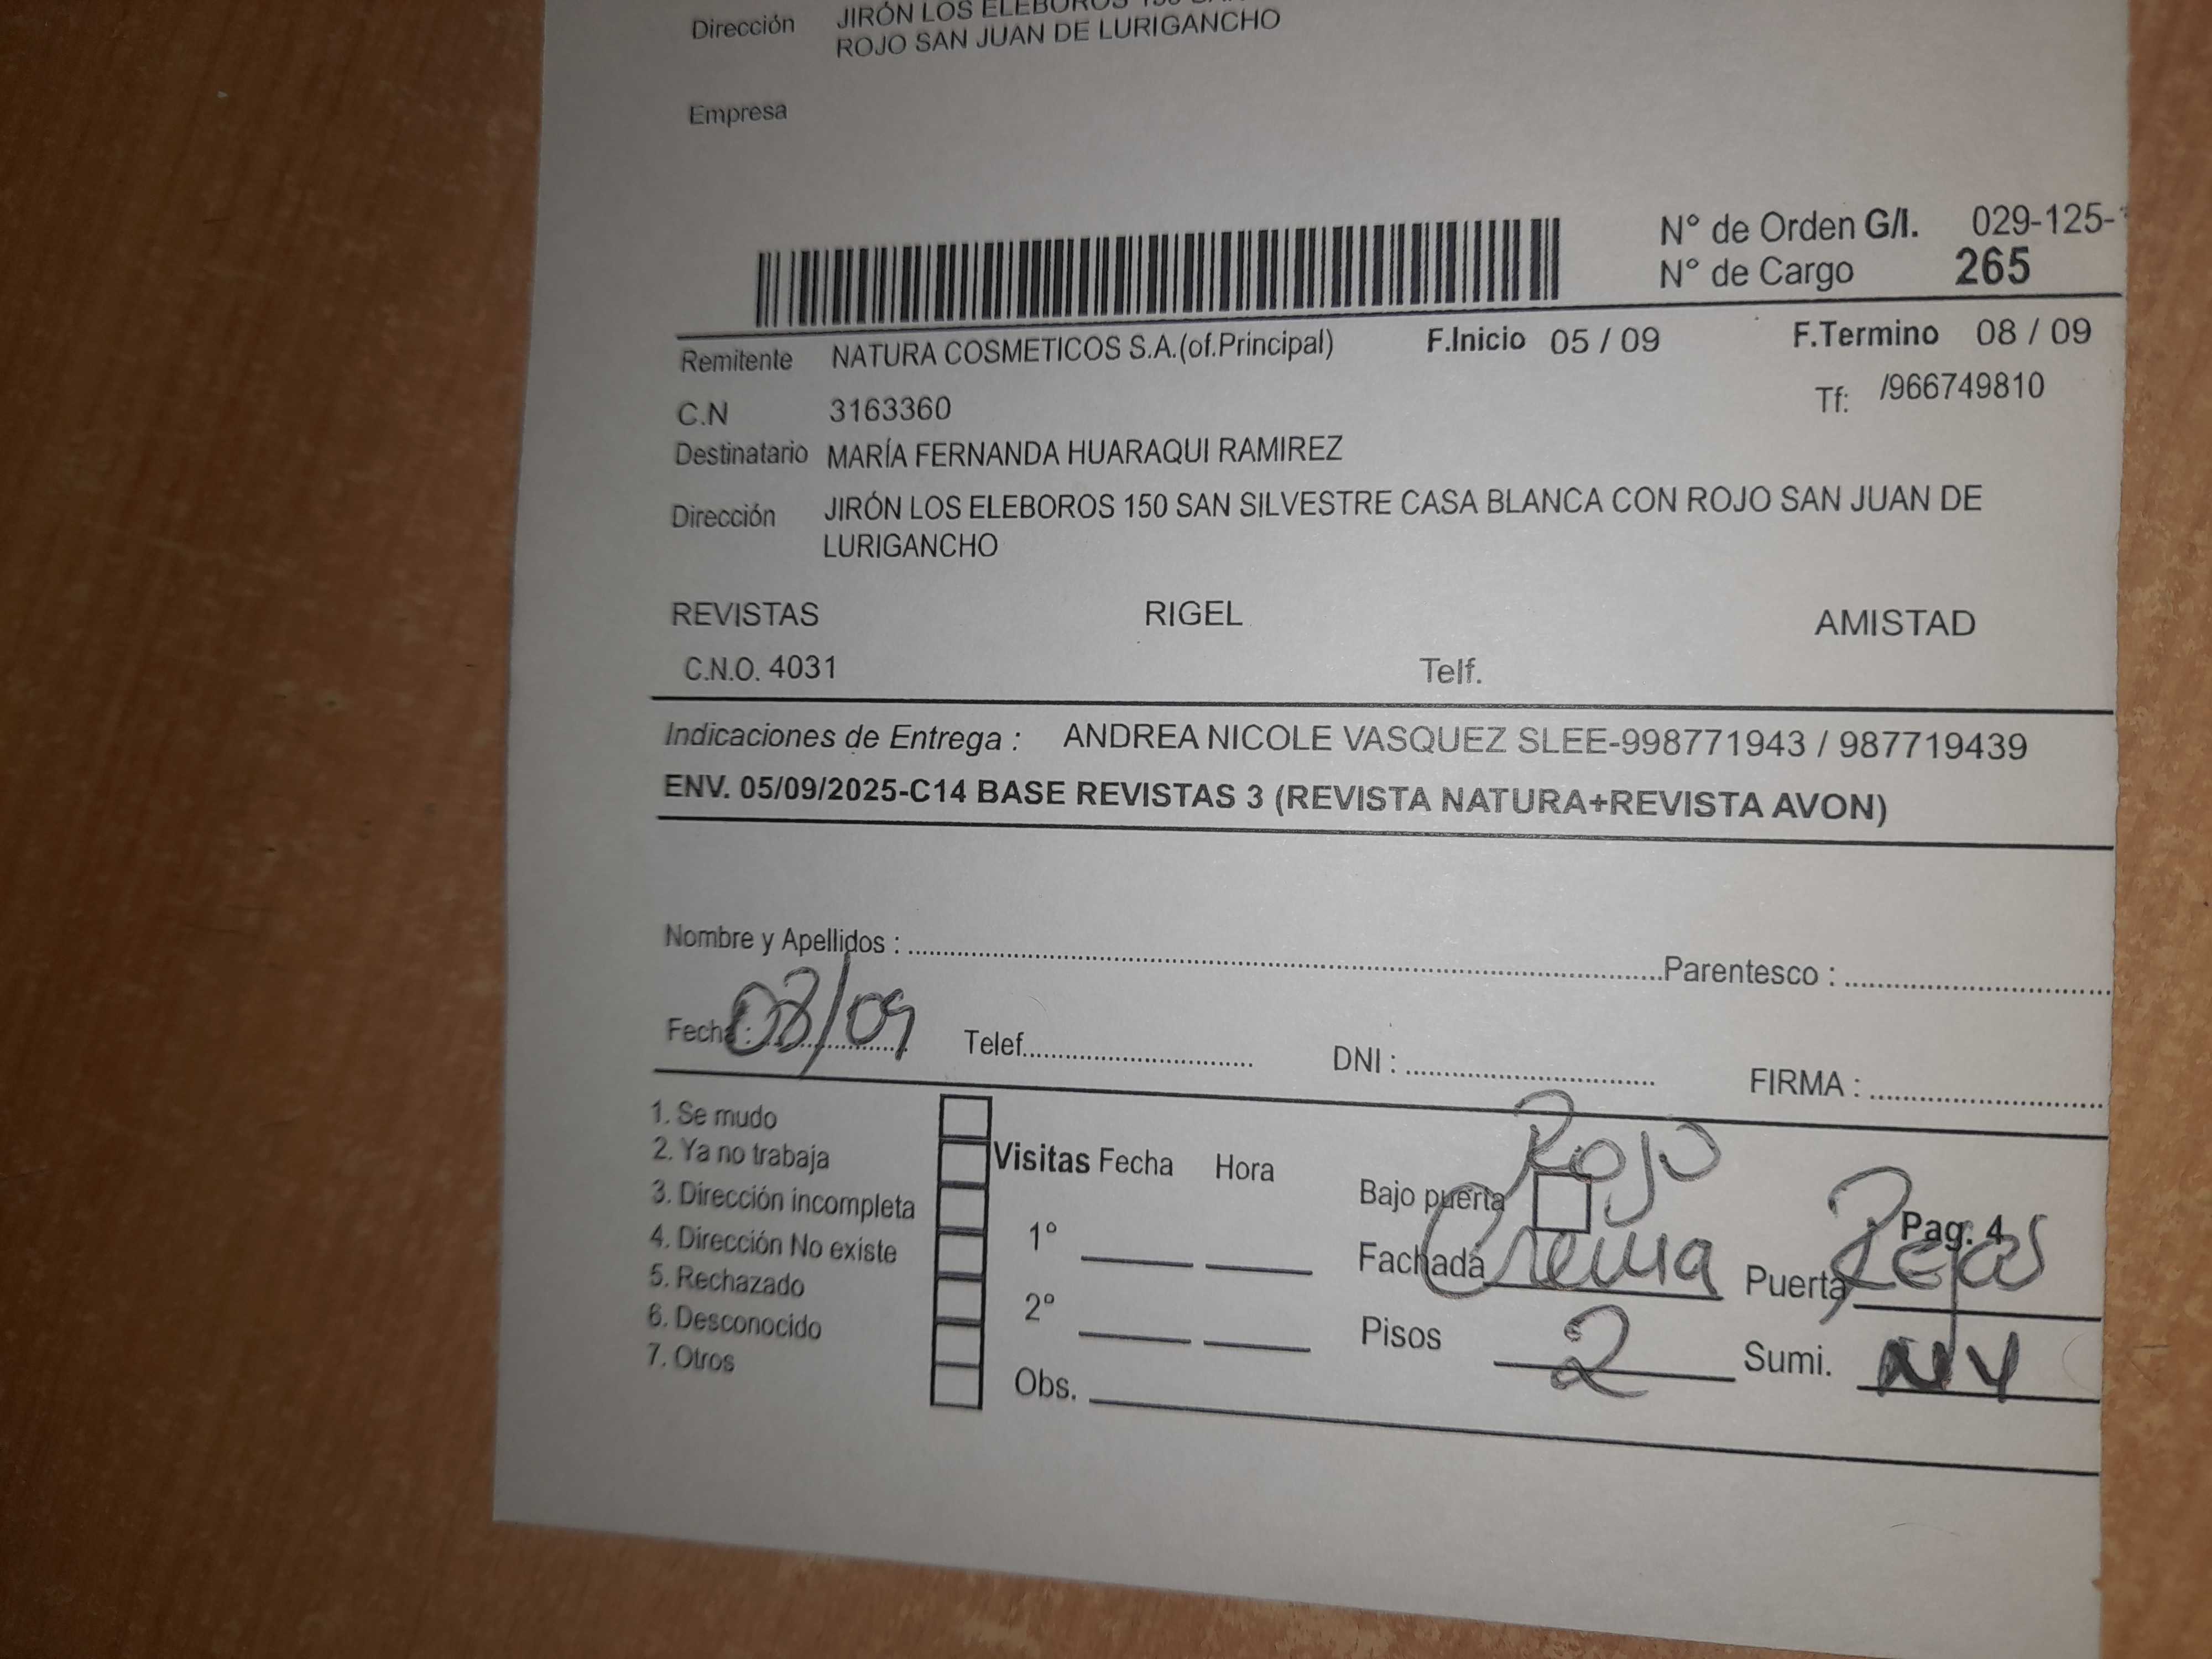 Dirección JIRÓN LOS ELEBOROS 150
ROJO SAN JUAN DE LURIGANCHO
Empresa
N° de Orden G/I. 029-125-
N° de Cargo 265
Remitente NATURA COSMETICOS S.A.(of.Principal) F.Inicio 05 / 09 F.Termino 08 / 09
C.N 3163360 Tf: /966749810
Destinatario MARÍA FERNANDA HUARAQUI RAMIREZ
Dirección JIRÓN LOS ELEBOROS 150 SAN SILVESTRE CASA BLANCA CON ROJO SAN JUAN DE
LURIGANCHO
REVISTAS RIGEL AMISTAD
C.N.O. 4031 Telf.
Indicaciones de Entrega : ANDREA NICOLE VASQUEZ SLEE-998771943 / 987719439
ENV. 05/09/2025-C14 BASE REVISTAS 3 (REVISTA NATURA+REVISTA AVON)
Nombre y Apellidos : Parentesco :
Fecha : 08/09 Telef. DNI : FIRMA :
1. Se mudo
2. Ya no trabaja
3. Dirección incompleta
4. Dirección No existe
5. Rechazado
6. Desconocido
7. Otros
Visitas Fecha Hora
1°
2°
Obs.
Rojo
Bajo puerta
Pag. 4
Fachada Crema Puerta Rejas
Pisos 2 Sumi.